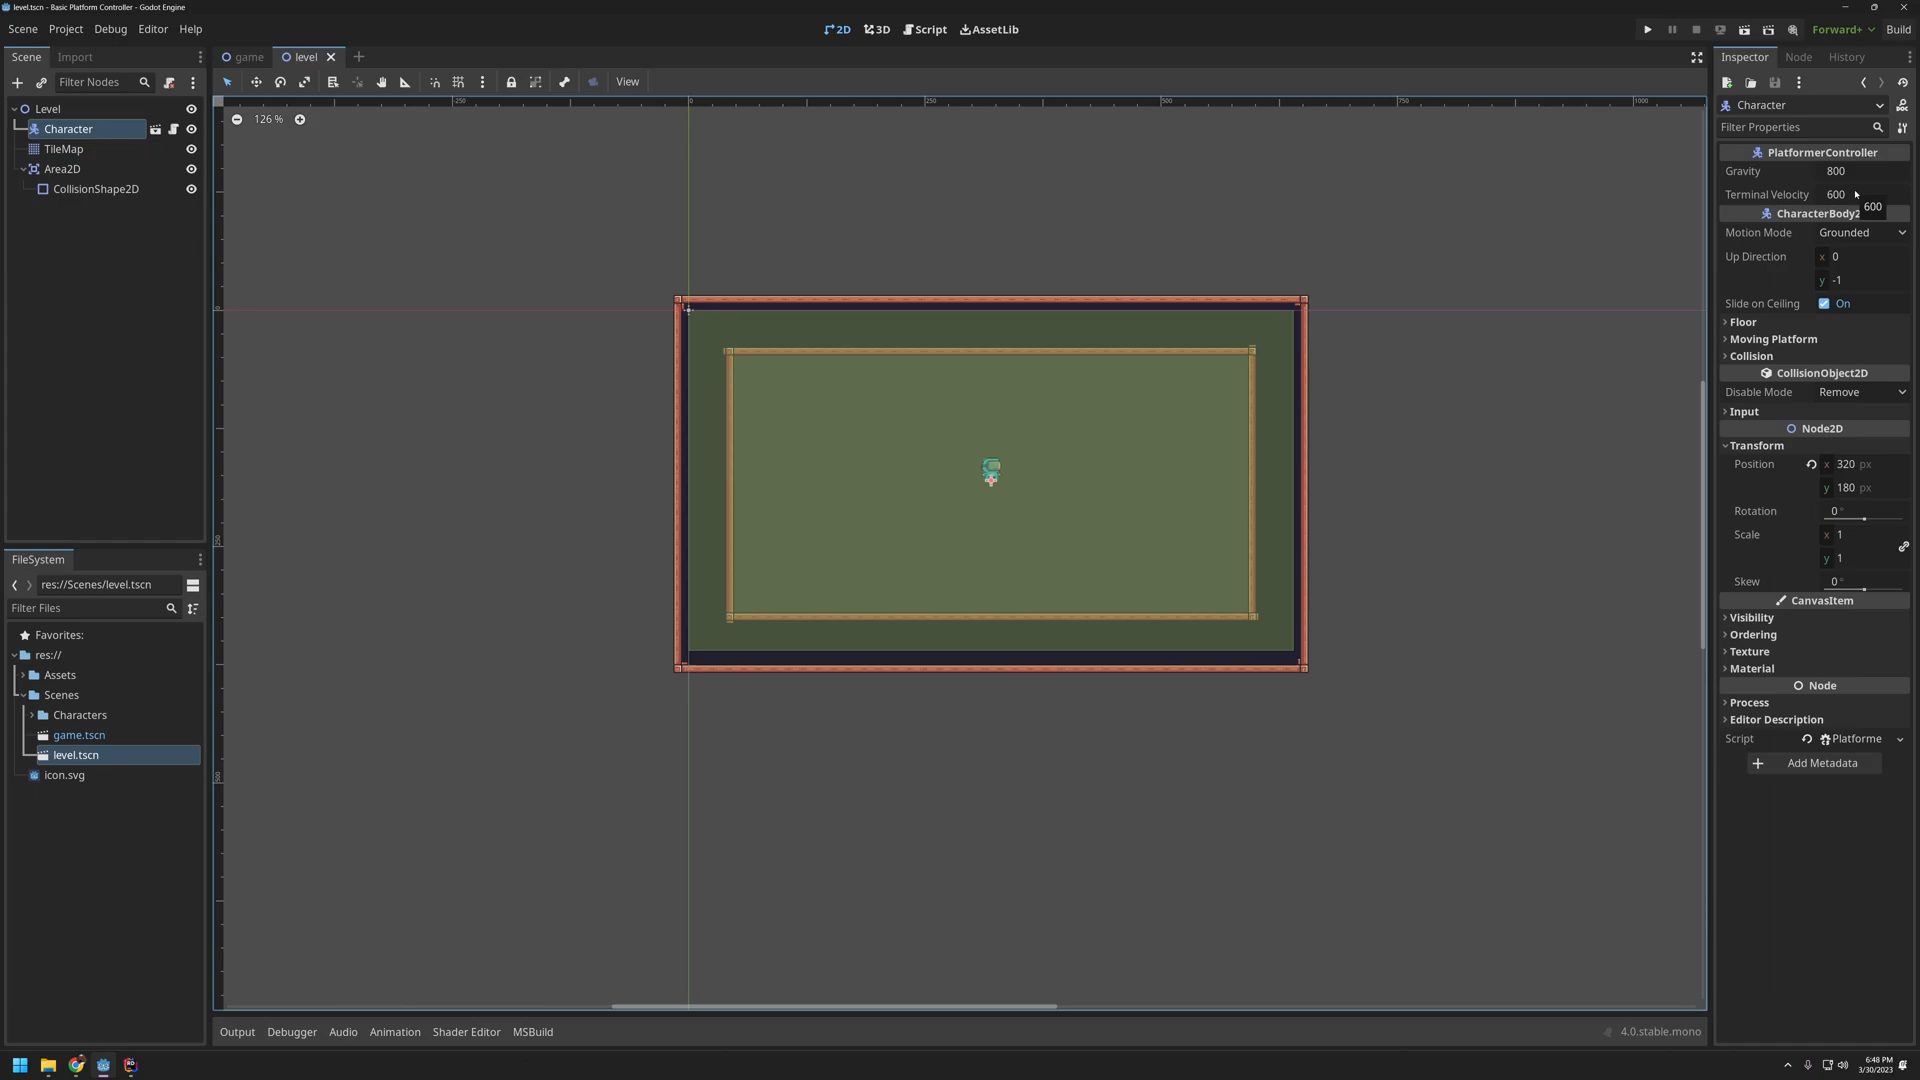 level.tscn - Basic Platform Controller - Godot Engine
Scene Project Debug Editor Help
2D 3D Script AssetLib
Forward+ Build
Scene Import
game level
Inspector Node History
Filter Nodes
View
Level
Character
TileMap
Area2D
CollisionShape2D
126 %
-250 0 250 500 750 1000
0
250
500
Character
Filter Properties
PlatformerController
Gravity 800
Terminal Velocity 600
600
CharacterBody2
Motion Mode Grounded
Up Direction x 0
y -1
Slide on Ceiling On
Floor
Moving Platform
Collision
CollisionObject2D
Disable Mode Remove
Input
Node2D
Transform
Position x 320 px
y 180 px
Rotation 0 °
Scale x 1
y 1
Skew 0 °
CanvasItem
Visibility
Ordering
Texture
Material
Node
Process
Editor Description
Script Platforme
Add Metadata
FileSystem
res://Scenes/level.tscn
Filter Files
Favorites:
res://
Assets
Scenes
Characters
game.tscn
level.tscn
icon.svg
Output Debugger Audio Animation Shader Editor MSBuild
4.0.stable.mono
6:48 PM
3/30/2023